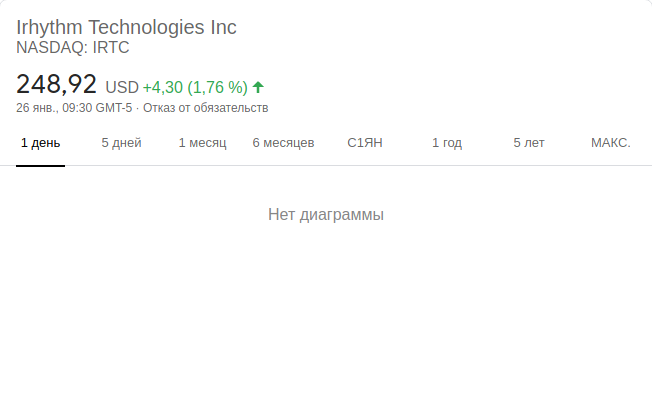 Irhythm Technologies Inc
NASDAQ: IRTC
248,92 USD +4,30 (1,76 %)
26 янв., 09:30 GMT-5 · Отказ от обязательств
1 день 5 дней 1 месяц 6 месяцев С1ЯН 1 год 5 лет МАКС.
Нет диаграммы